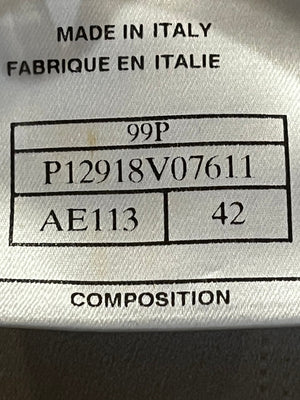 MADE IN ITALY
FABRIQUE EN ITALIE
99P
P12918V07611
AE113 42
COMPOSITION